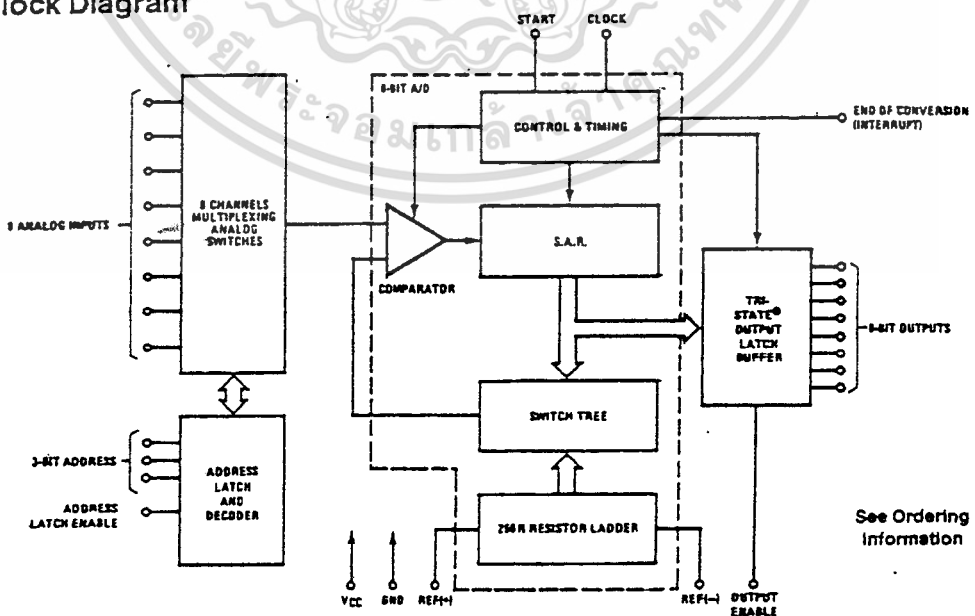 lock Diagram
START
CLOCK
8-BIT A/D
CONTROL & TIMING
END OF CONVERSION
(INTERRUPT)
8 ANALOG INPUTS
8 CHANNELS
MULTIPLEXING
ANALOG
SWITCHES
S.A.R.
COMPARATOR
TRI-
STATE®
OUTPUT
LATCH
BUFFER
8-BIT OUTPUTS
SWITCH TREE
3-BIT ADDRESS
ADDRESS
LATCH ENABLE
ADDRESS
LATCH
AND
DECODER
256R RESISTOR LADDER
See Ordering
Information
VCC
GND
REF(+)
REF(−)
OUTPUT
ENABLE